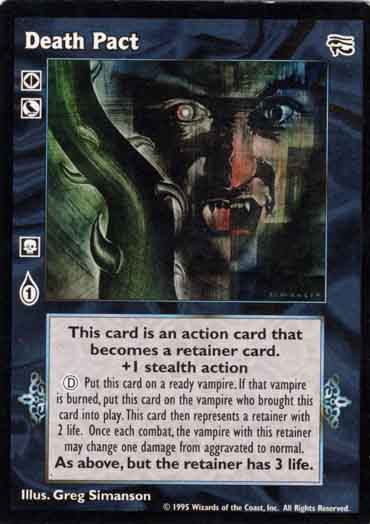 Death Pact
1
SIMANSON
This card is an action card that
becomes a retainer card.
+1 stealth action
Ⓓ Put this card on a ready vampire. If that vampire
is burned, put this card on the vampire who brought this
card into play. This card then represents a retainer with
2 life. Once each combat, the vampire with this retainer
may change one damage from aggravated to normal.
As above, but the retainer has 3 life.
Illus. Greg Simanson
© 1995 Wizards of the Coast, Inc. All Rights Reserved.